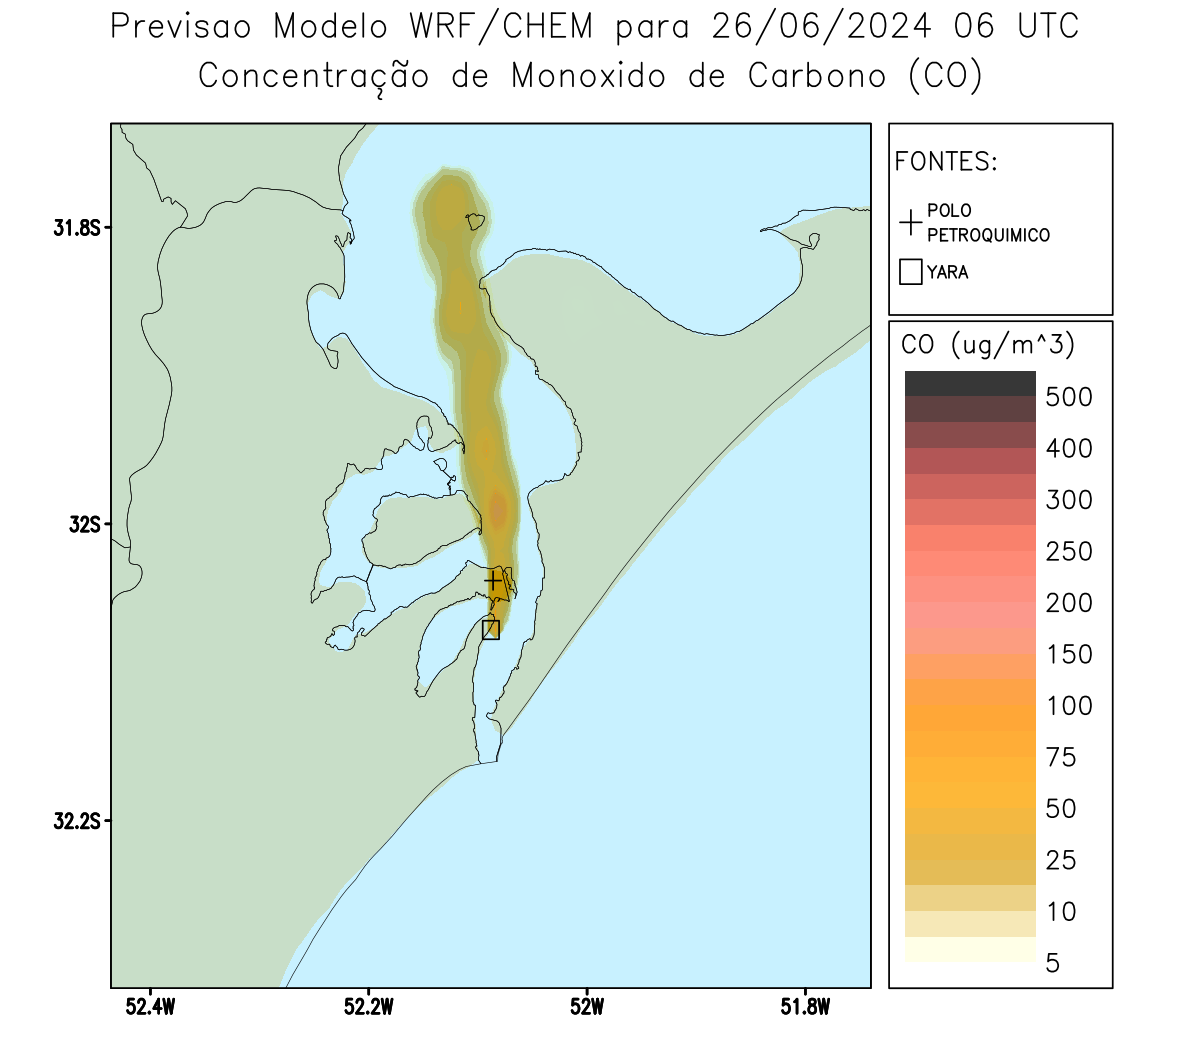 Previsao Modelo WRF/CHEM para 26/06/2024 06 UTC
Concentração de Monoxido de Carbono (CO)
FONTES:
POLO
PETROQUIMICO
YARA
CO (ug/m^3)
500
400
300
250
200
150
100
75
50
25
10
5
31.8S
32S
32.2S
52.4W
52.2W
52W
51.8W